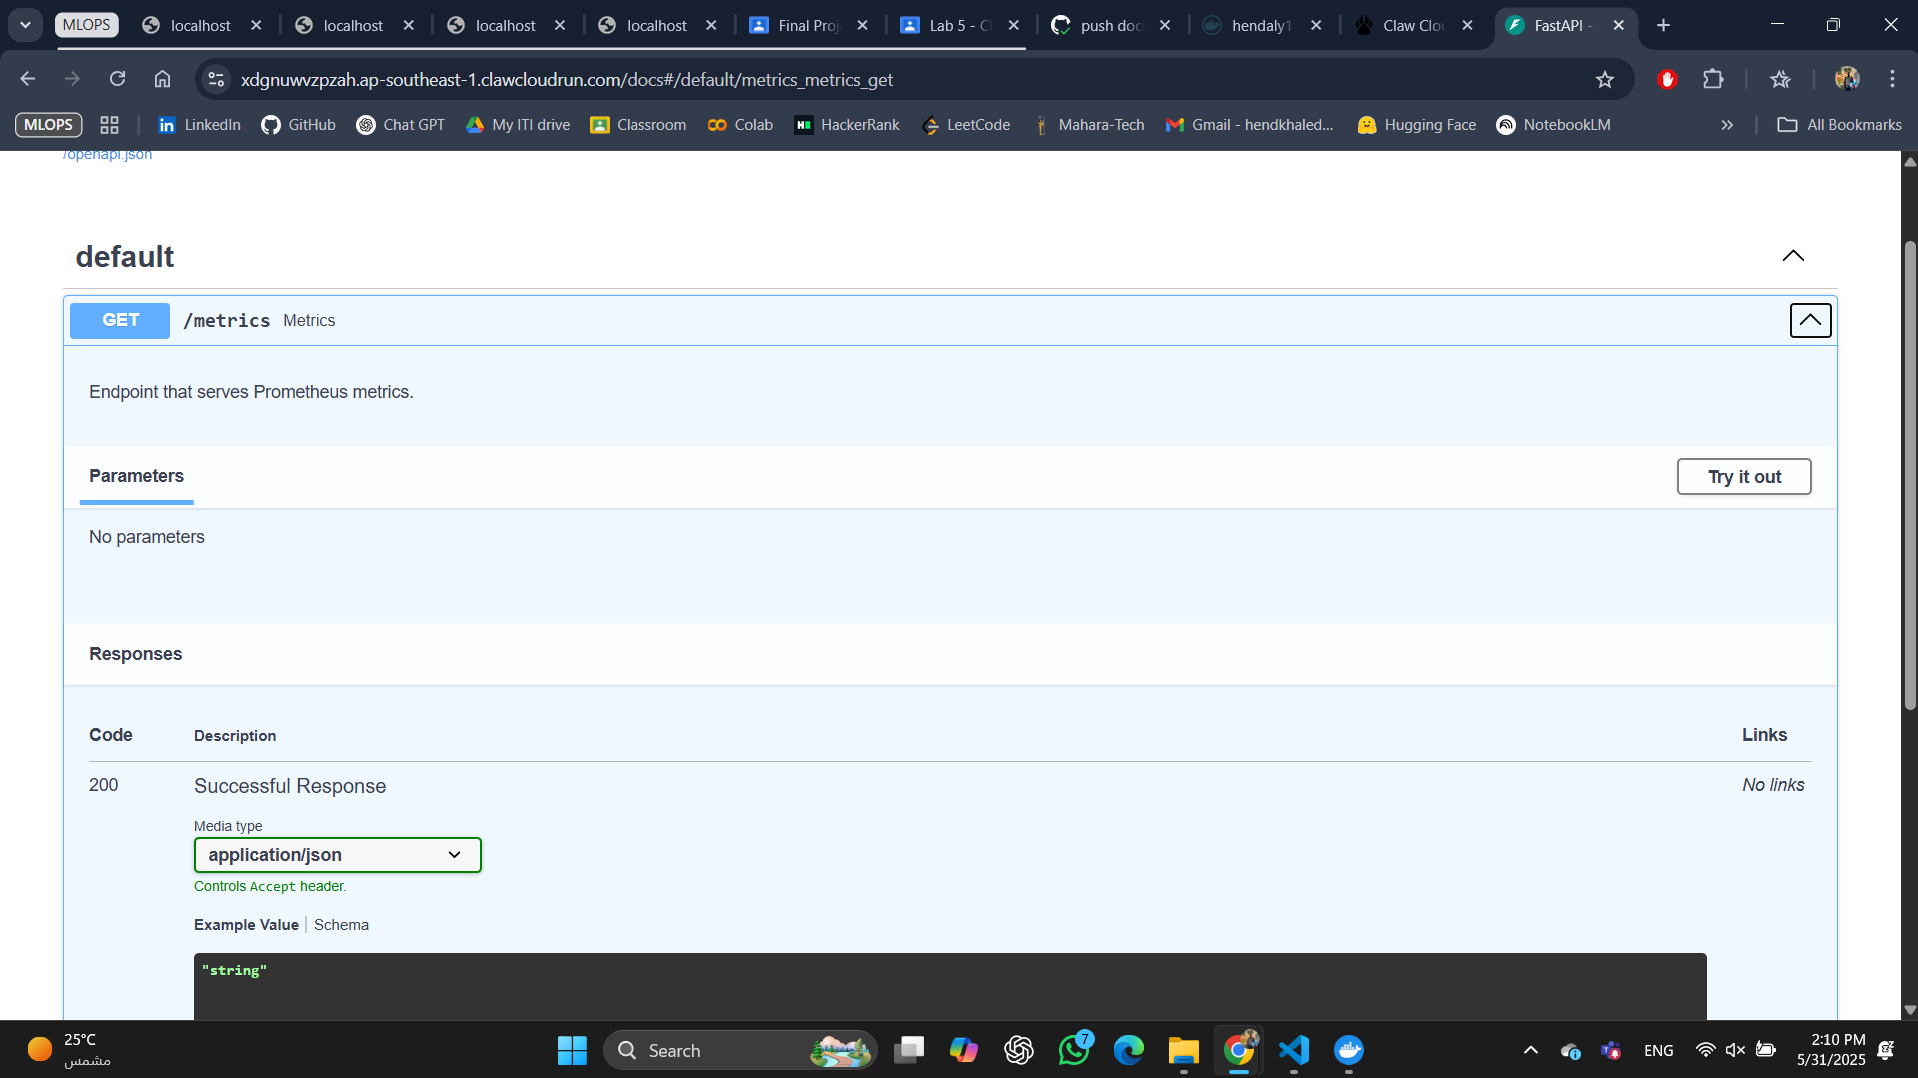 MLOPS
localhost
localhost
localhost
localhost
Final Proj
Lab 5 - C
push doc
hendaly1
Claw Clou
FastAPI -
xdgnuwvzpzah.ap-southeast-1.clawcloudrun.com/docs#/default/metrics_metrics_get
MLOPS
LinkedIn
GitHub
Chat GPT
My ITI drive
Classroom
Colab
HackerRank
LeetCode
Mahara-Tech
Gmail - hendkhaled...
Hugging Face
NotebookLM
All Bookmarks
/openapi.json
default
GET /metrics Metrics
Endpoint that serves Prometheus metrics.
Parameters
Try it out
No parameters
Responses
Code Description Links
200 Successful Response No links
Media type
application/json
Controls Accept header.
Example Value | Schema
"string"
25°C
مشمس
Search
7
ENG
2:10 PM
5/31/2025